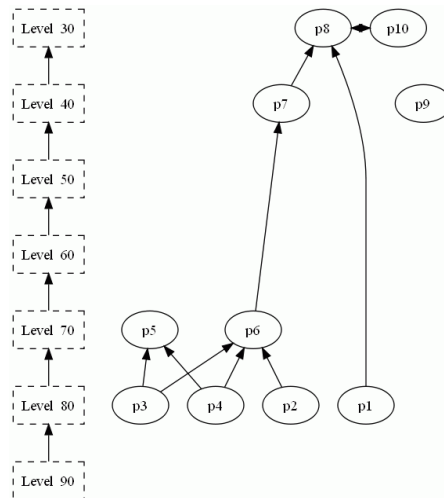 Level 30 p8 p10
Level 40 p7 p9
Level 50
Level 60
Level 70 p5 p6
Level 80 p3 p4 p2 p1
Level 90